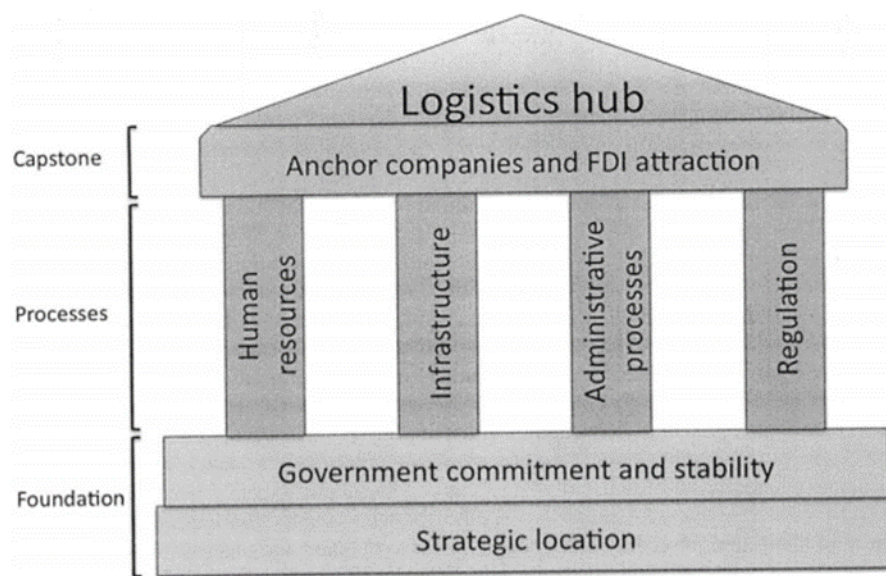 Logistics hub
Capstone
Anchor companies and FDI attraction
Processes
Human
resources
Infrastructure
Administrative
processes
Regulation
Foundation
Government commitment and stability
Strategic location